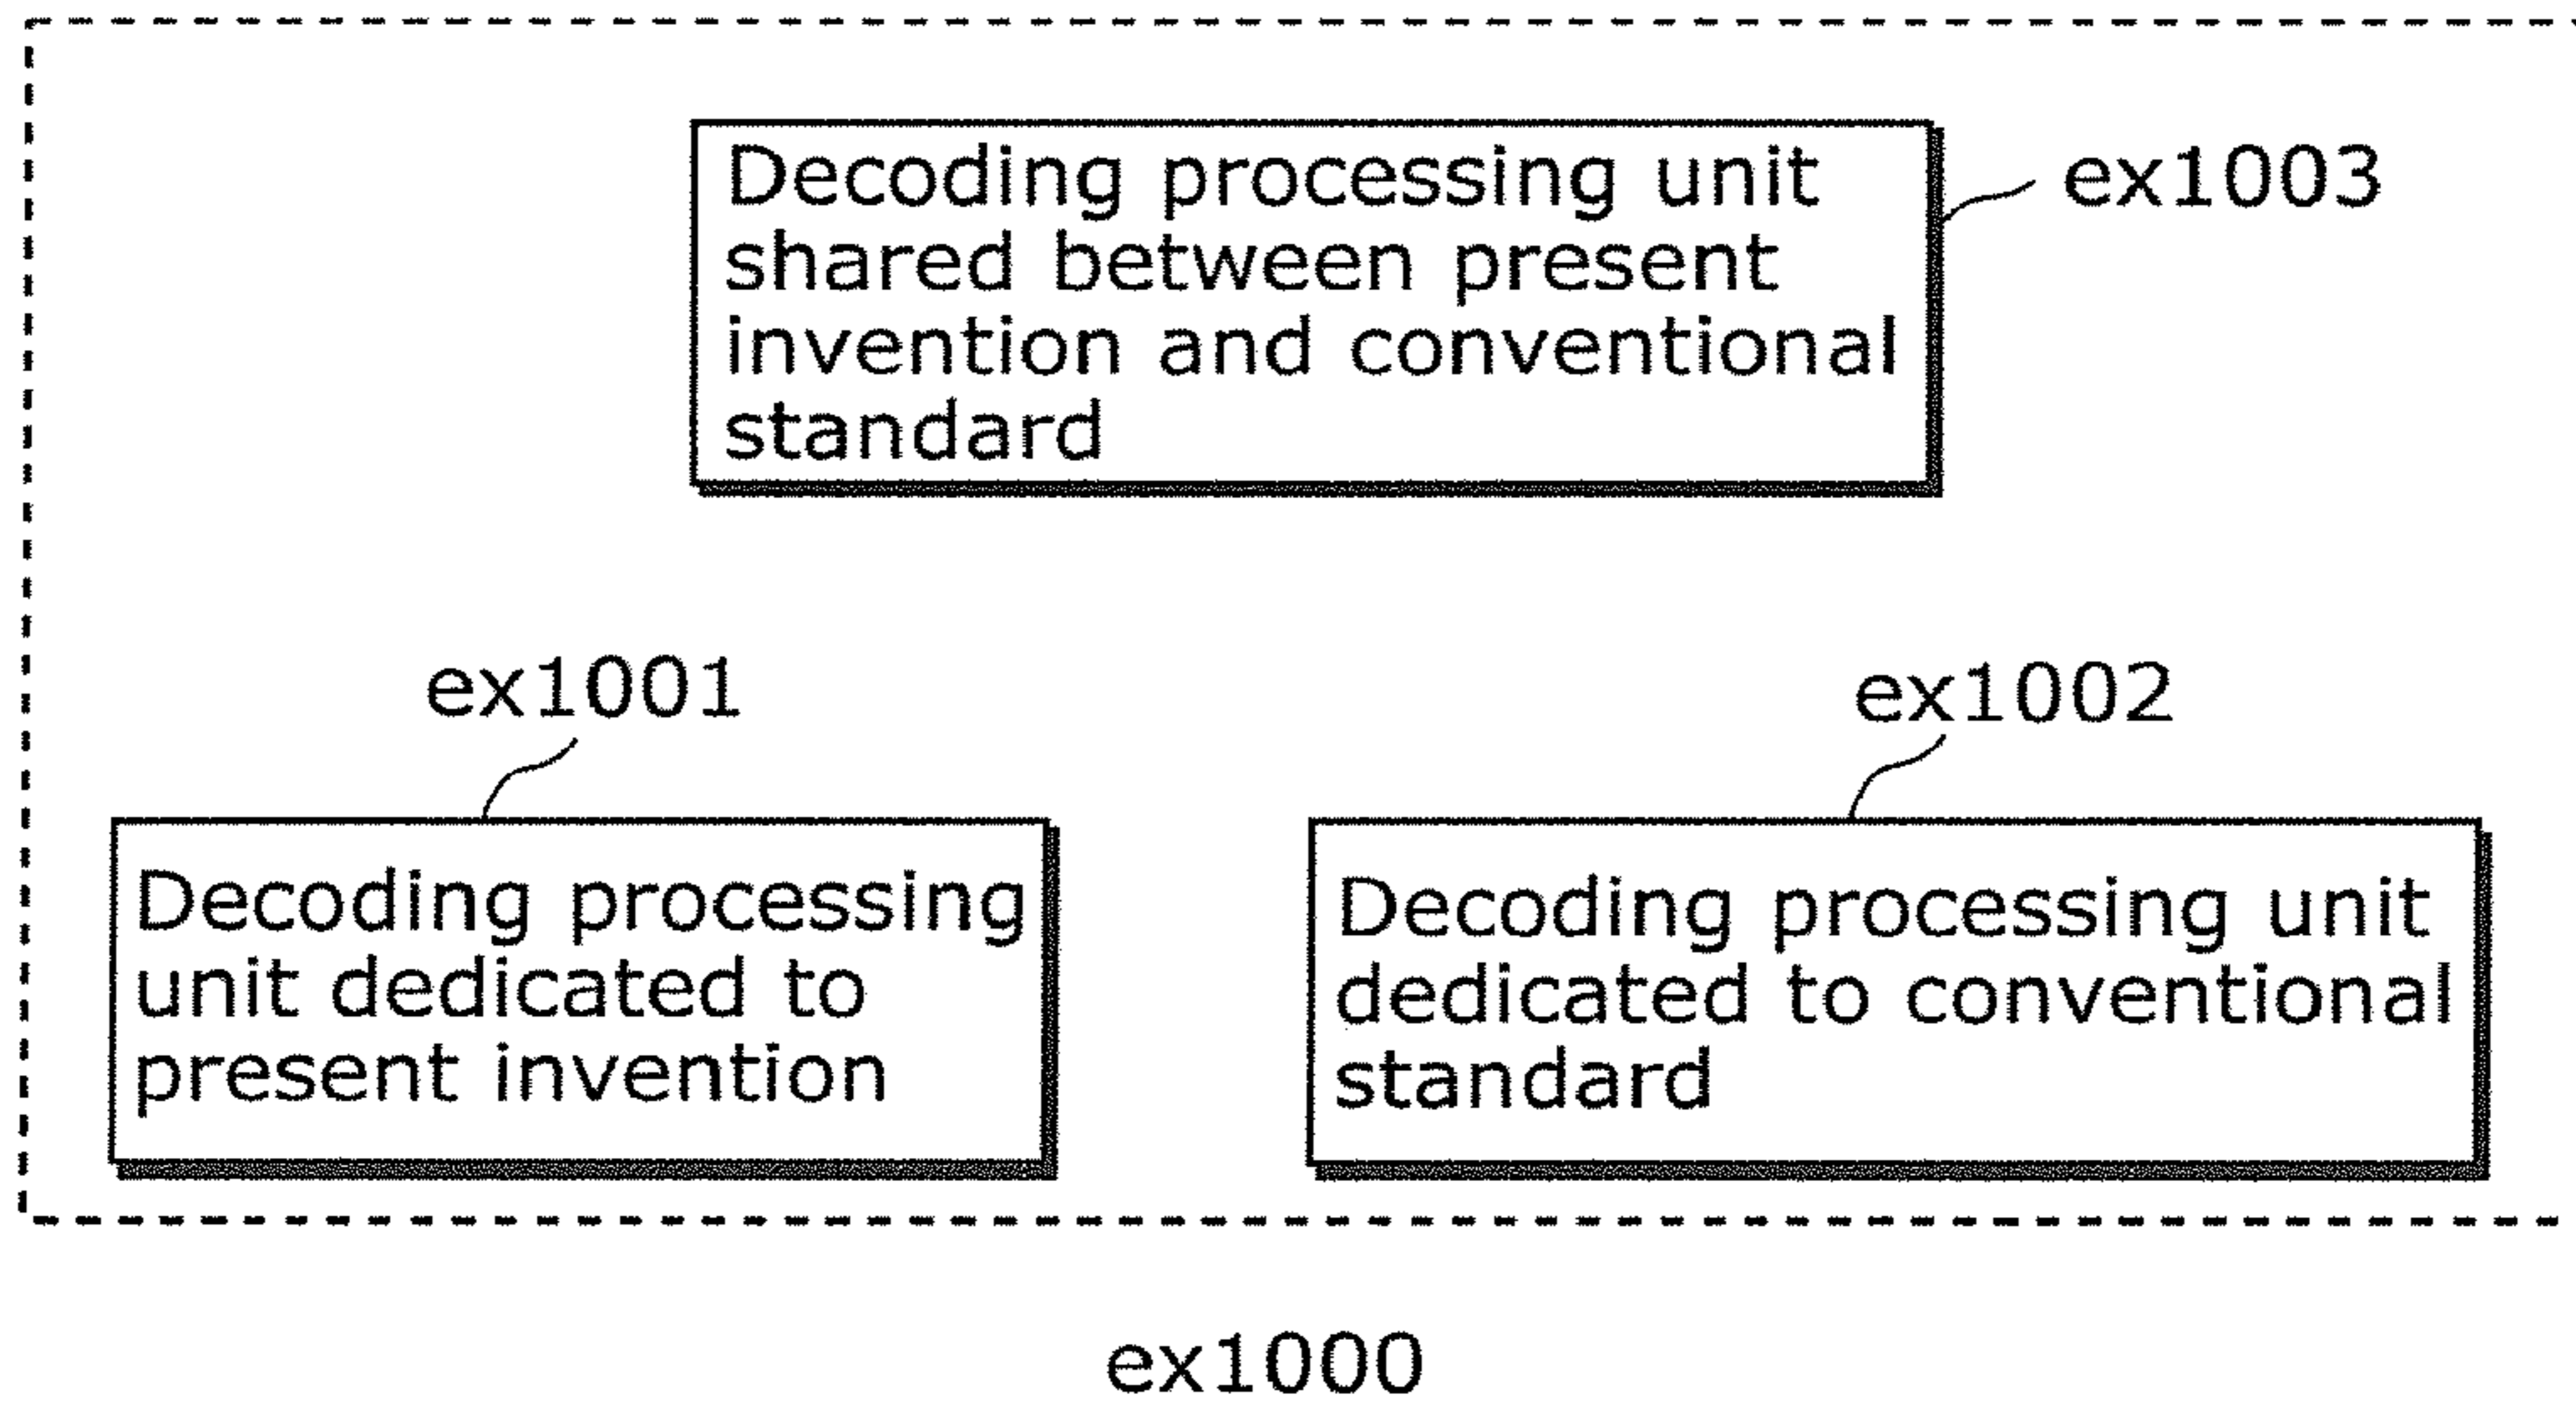 Decoding processing unit
shared between present
invention and conventional
standard
ex1003
ex1001
ex1002
Decoding processing
unit dedicated to
present invention
Decoding processing unit
dedicated to conventional
standard
ex1000